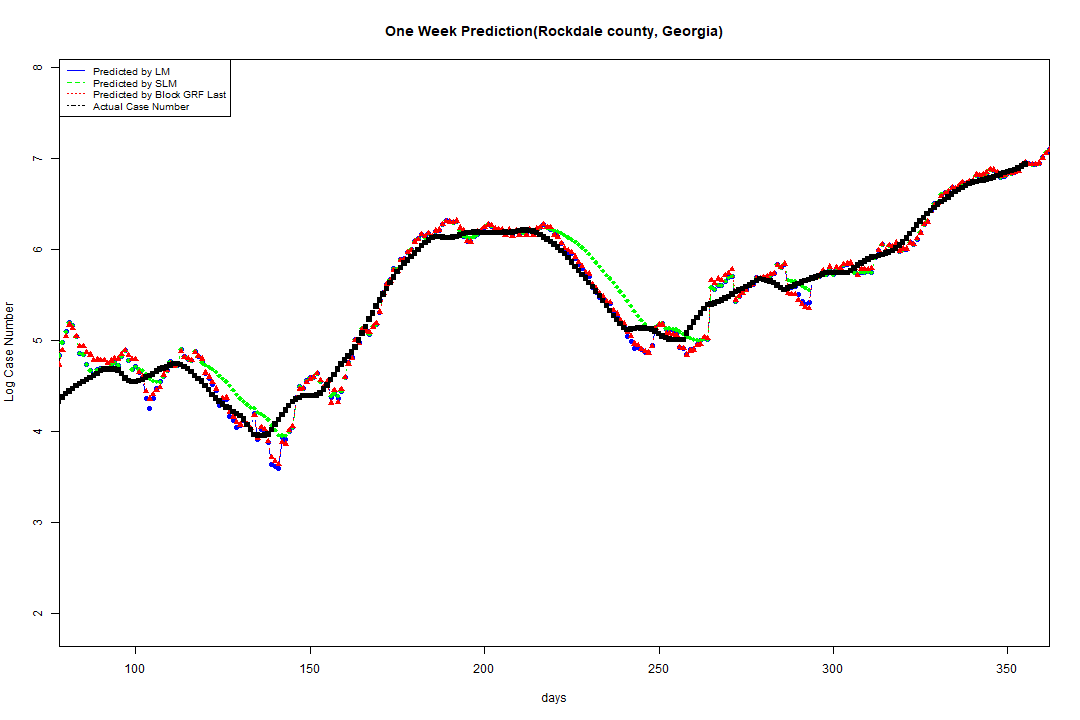 One Week Prediction(Rockdale county, Georgia)
Predicted by LM
Predicted by SLM
Predicted by Block GRF Last
Actual Case Number
8
7
6
5
4
3
2
Log Case Number
100 150 200 250 300 350
days